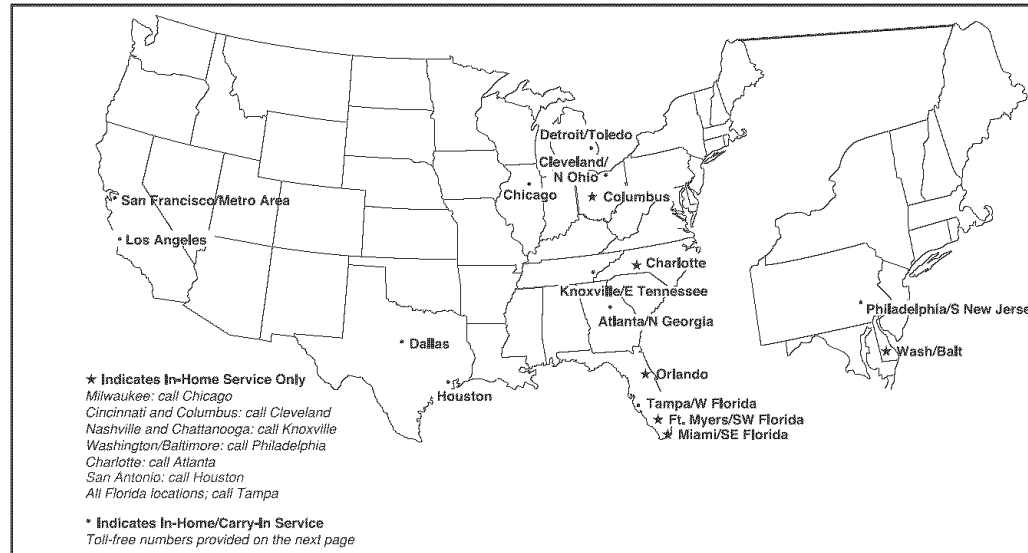 Detroit/Toledo
Cleveland/
N Ohio
Chicago
★ Columbus
San Francisco/Metro Area
Los Angeles
★ Charlotte
Knoxville/E Tennessee
Atlanta/N Georgia
Philadelphia/S New Jerse
★ Wash/Balt
Dallas
Houston
★ Orlando
Tampa/W Florida
★ Ft. Myers/SW Florida
★ Miami/SE Florida
★ Indicates In-Home Service Only
Milwaukee: call Chicago
Cincinnati and Columbus: call Cleveland
Nashville and Chattanooga: call Knoxville
Washington/Baltimore: call Philadelphia
Charlotte: call Atlanta
San Antonio: call Houston
All Florida locations; call Tampa
• Indicates In-Home/Carry-In Service
Toll-free numbers provided on the next page